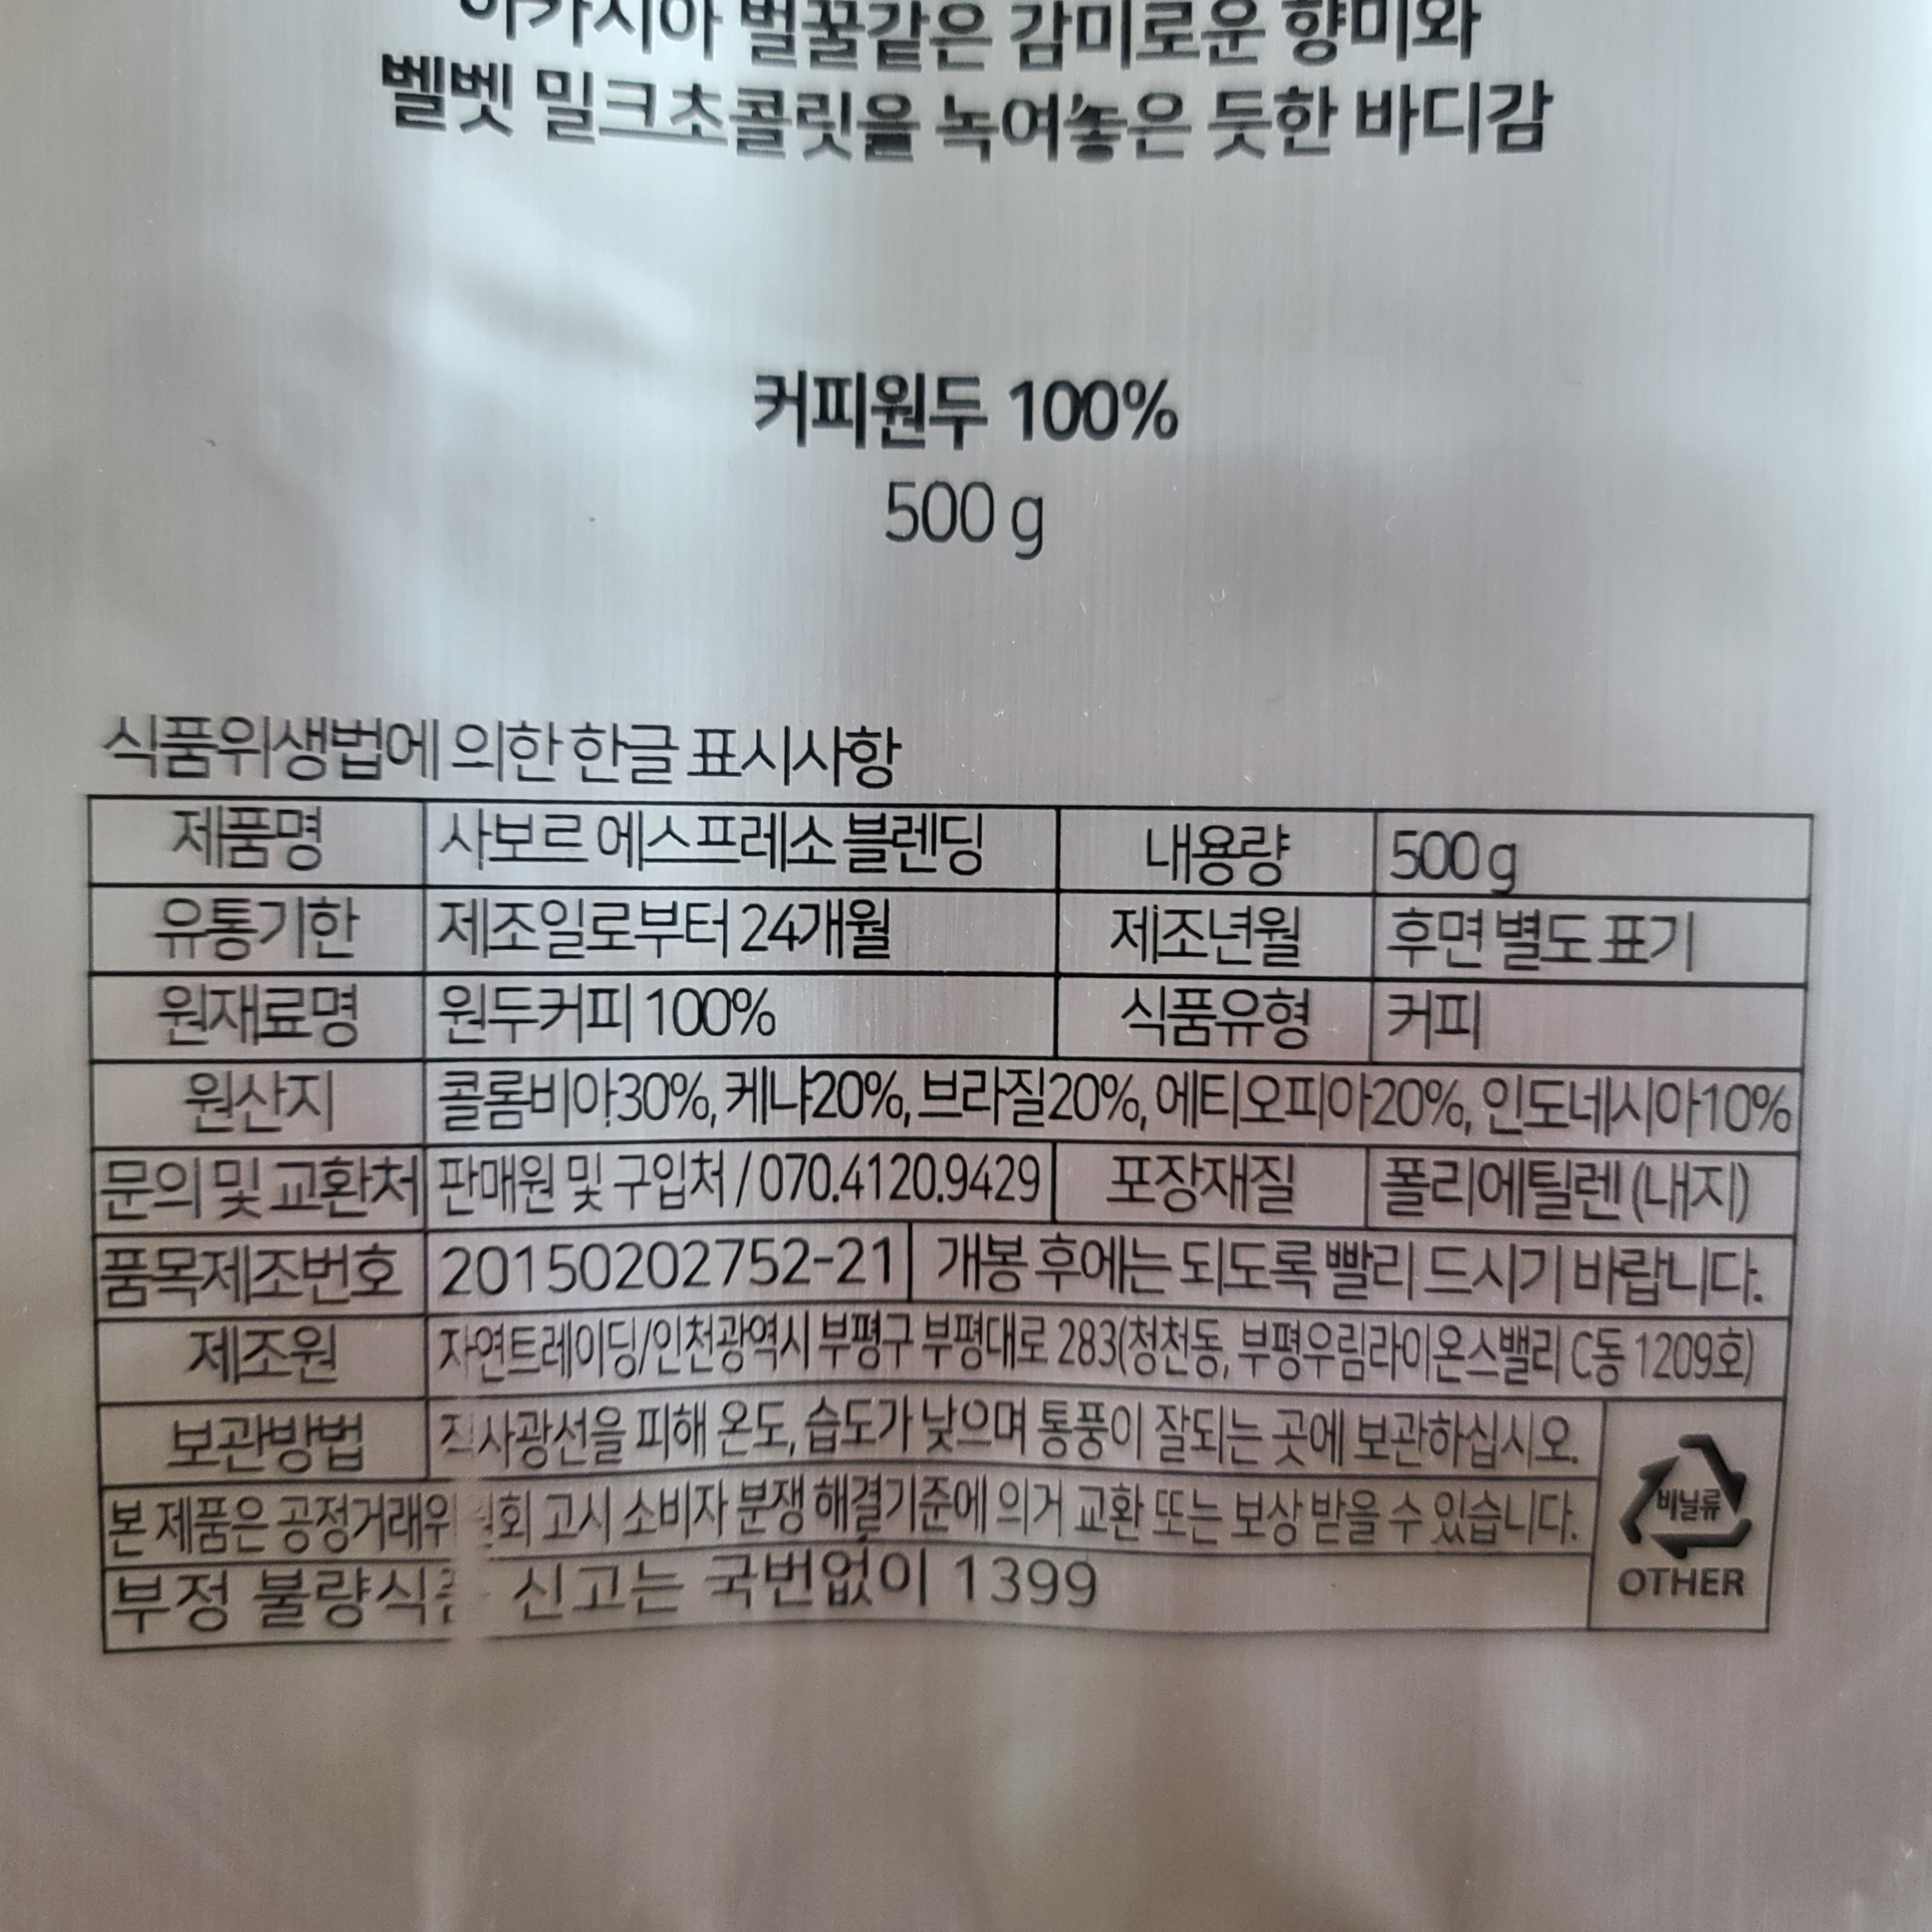 아카시아 벌꿀같은 감미로운 향미와
벨벳 밀크초콜릿을 녹여놓은 듯한 바디감
커피원두 100%
500 g
식품위생법에 의한 한글 표시사항
제품명 사보르 에스프레소 블렌딩 내용량 500g
유통기한 제조일로부터 24개월 제조년월 후면 별도 표기
원재료명 원두커피 100% 식품유형 커피
원산지 콜롬비아30%, 케냐20%, 브라질20%, 에티오피아20%, 인도네시아10%
문의 및 교환처 판매원 및 구입처 / 070.4120.9429 포장재질 폴리에틸렌 (내지)
품목제조번호 20150202752-21 개봉 후에는 되도록 빨리 드시기 바랍니다.
제조원 자연트레이딩/인천광역시 부평구 부평대로 283(청천동, 부평우림라이온스밸리 C동 1209호)
보관방법 직사광선을 피해 온도, 습도가 낮으며 통풍이 잘되는 곳에 보관하십시오.
본 제품은 공정거래위원회 고시 소비자 분쟁 해결기준에 의거 교환 또는 보상 받을 수 있습니다.
부정 불량식품 신고는 국번없이 1399
비닐류
OTHER